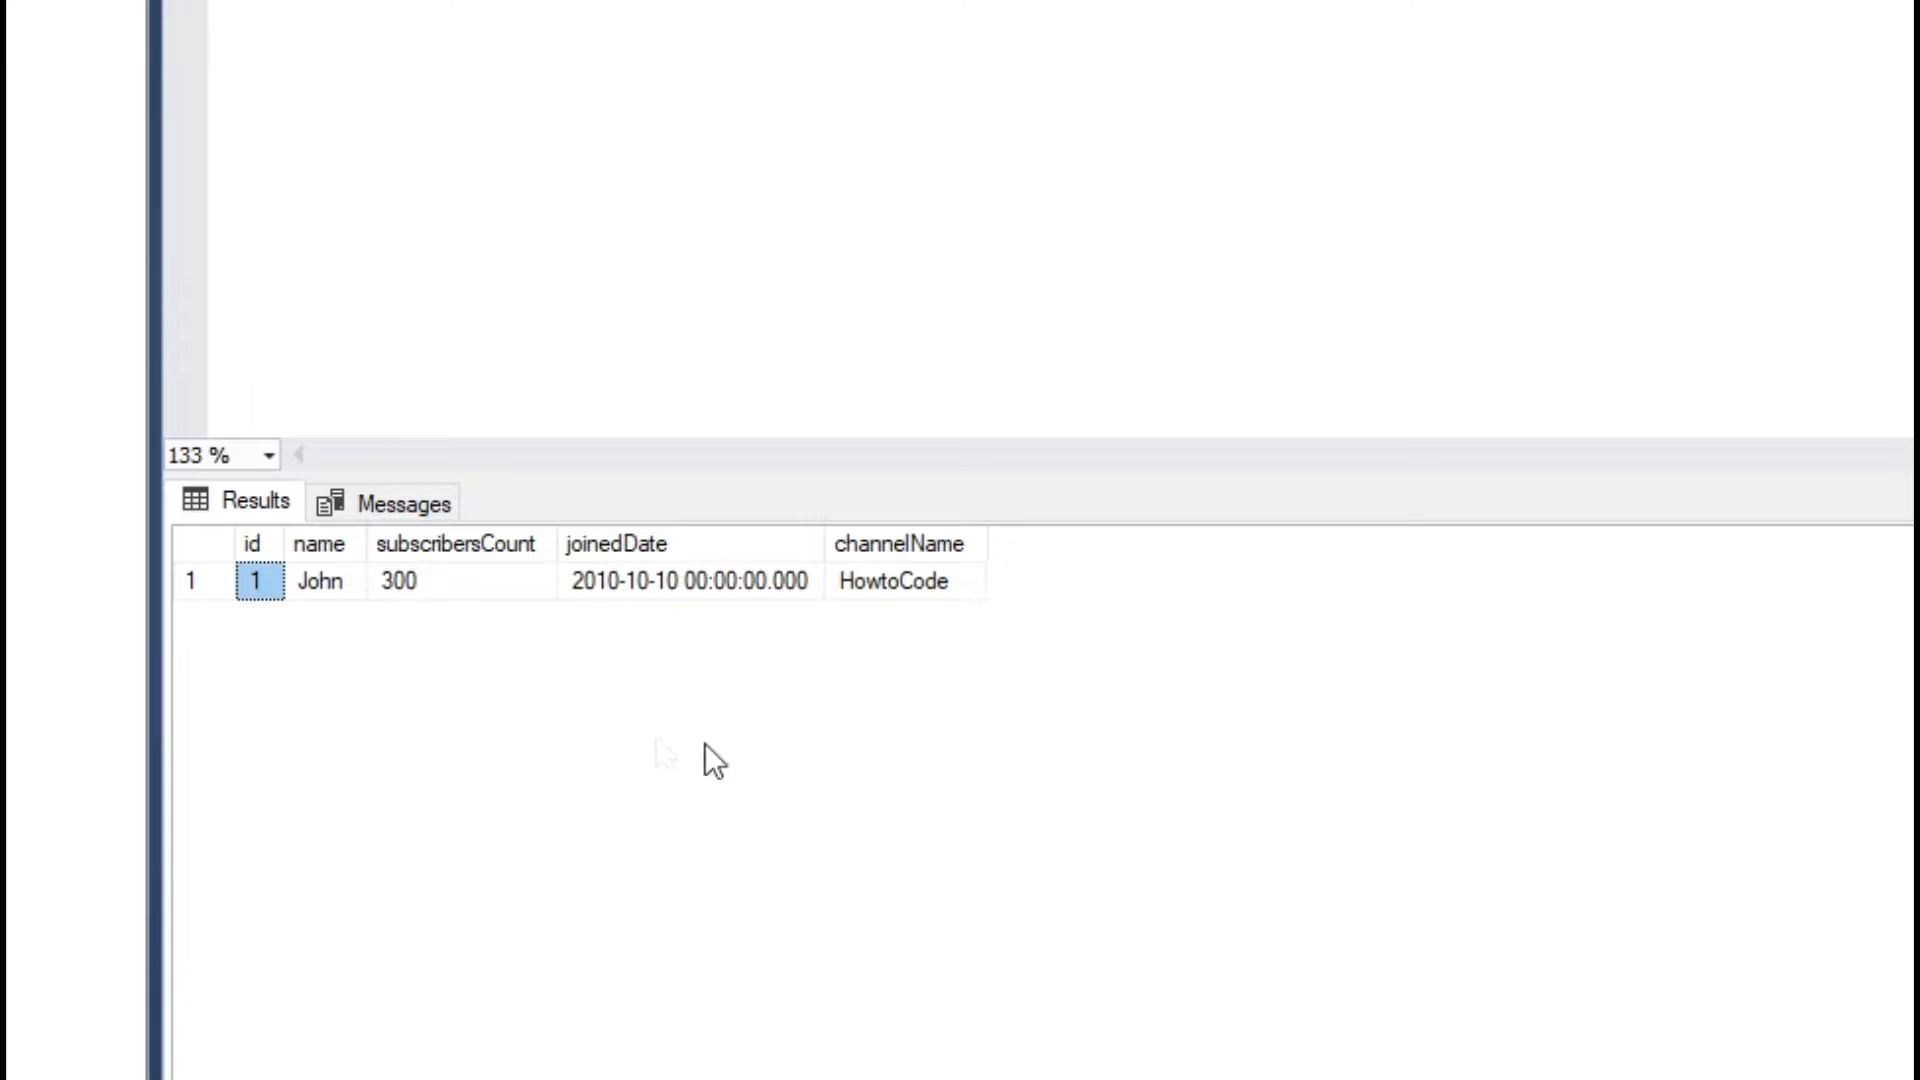 133 %
Results Messages
id name subscribersCount joinedDate channelName
1 1 John 300 2010-10-10 00:00:00.000 HowtoCode